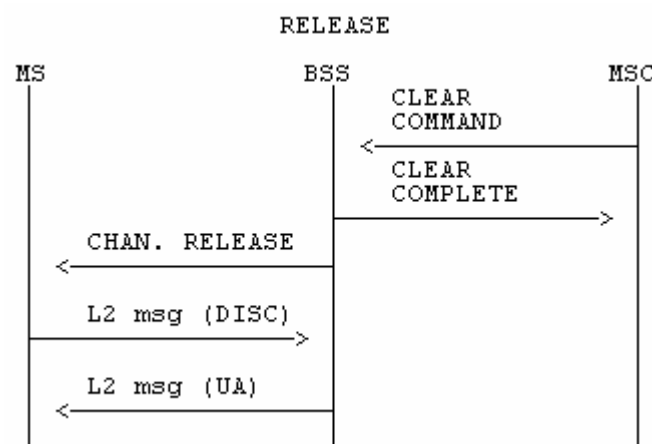 RELEASE
MS BSS MSC
CLEAR
COMMAND
CLEAR
COMPLETE
CHAN. RELEASE
L2 msg (DISC)
L2 msg (UA)